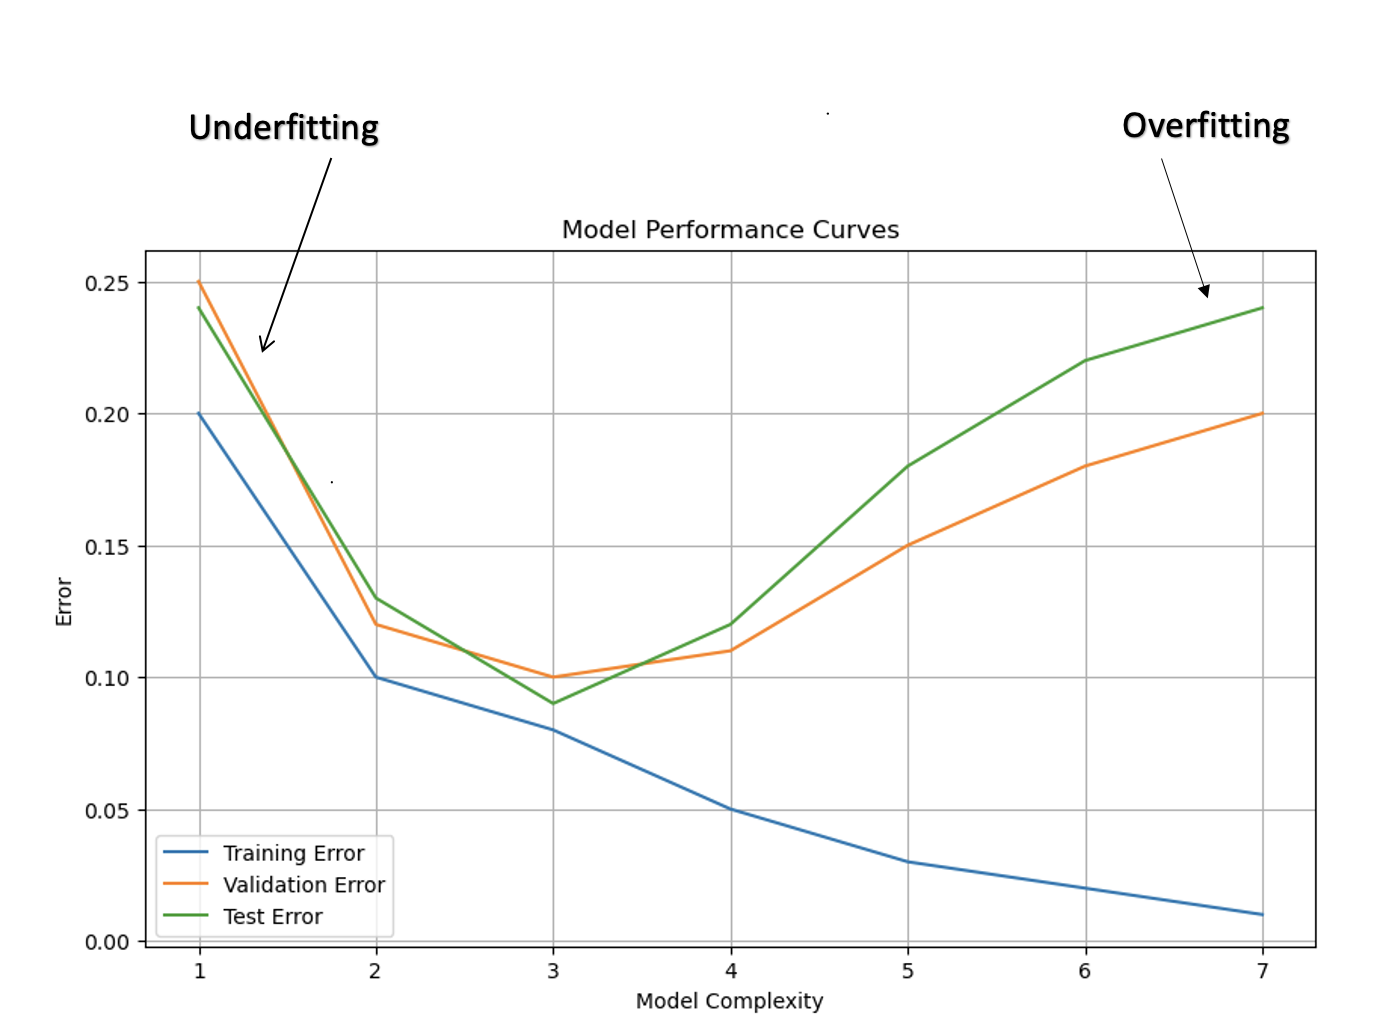 Underfitting
Overfitting
Model Performance Curves
0.25
0.20
0.15
0.10
0.05
0.00
Error
Training Error
Validation Error
Test Error
1 2 3 4 5 6 7
Model Complexity